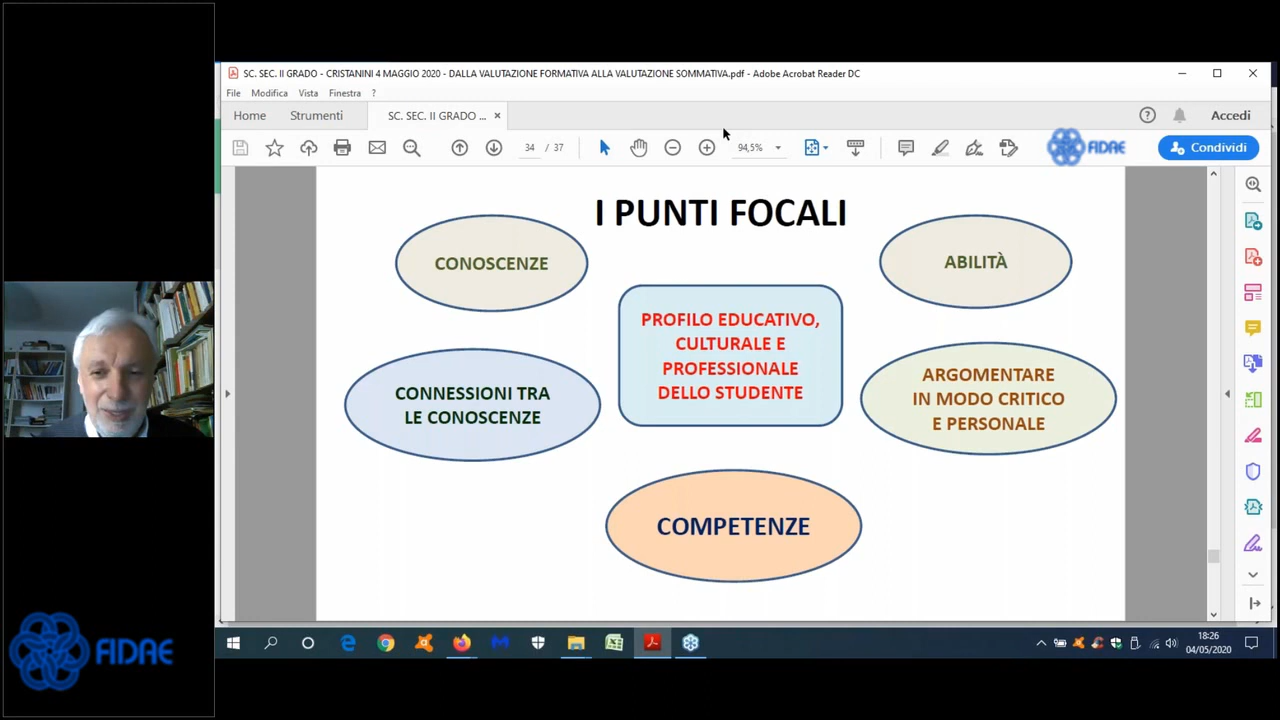 SC. SEC. II GRADO - CRISTANINI 4 MAGGIO 2020 - DALLA VALUTAZIONE FORMATIVA ALLA VALUTAZIONE SOMMATIVA.pdf - Adobe Acrobat Reader DC
File Modifica Vista Finestra ?
Home Strumenti SC. SEC. II GRADO ... × Accedi
34 / 37 94,5% FIDAE Condividi
I PUNTI FOCALI
CONOSCENZE
ABILITÀ
PROFILO EDUCATIVO,
CULTURALE E
PROFESSIONALE
DELLO STUDENTE
CONNESSIONI TRA
LE CONOSCENZE
ARGOMENTARE
IN MODO CRITICO
E PERSONALE
COMPETENZE
FIDAE
18:26
04/05/2020